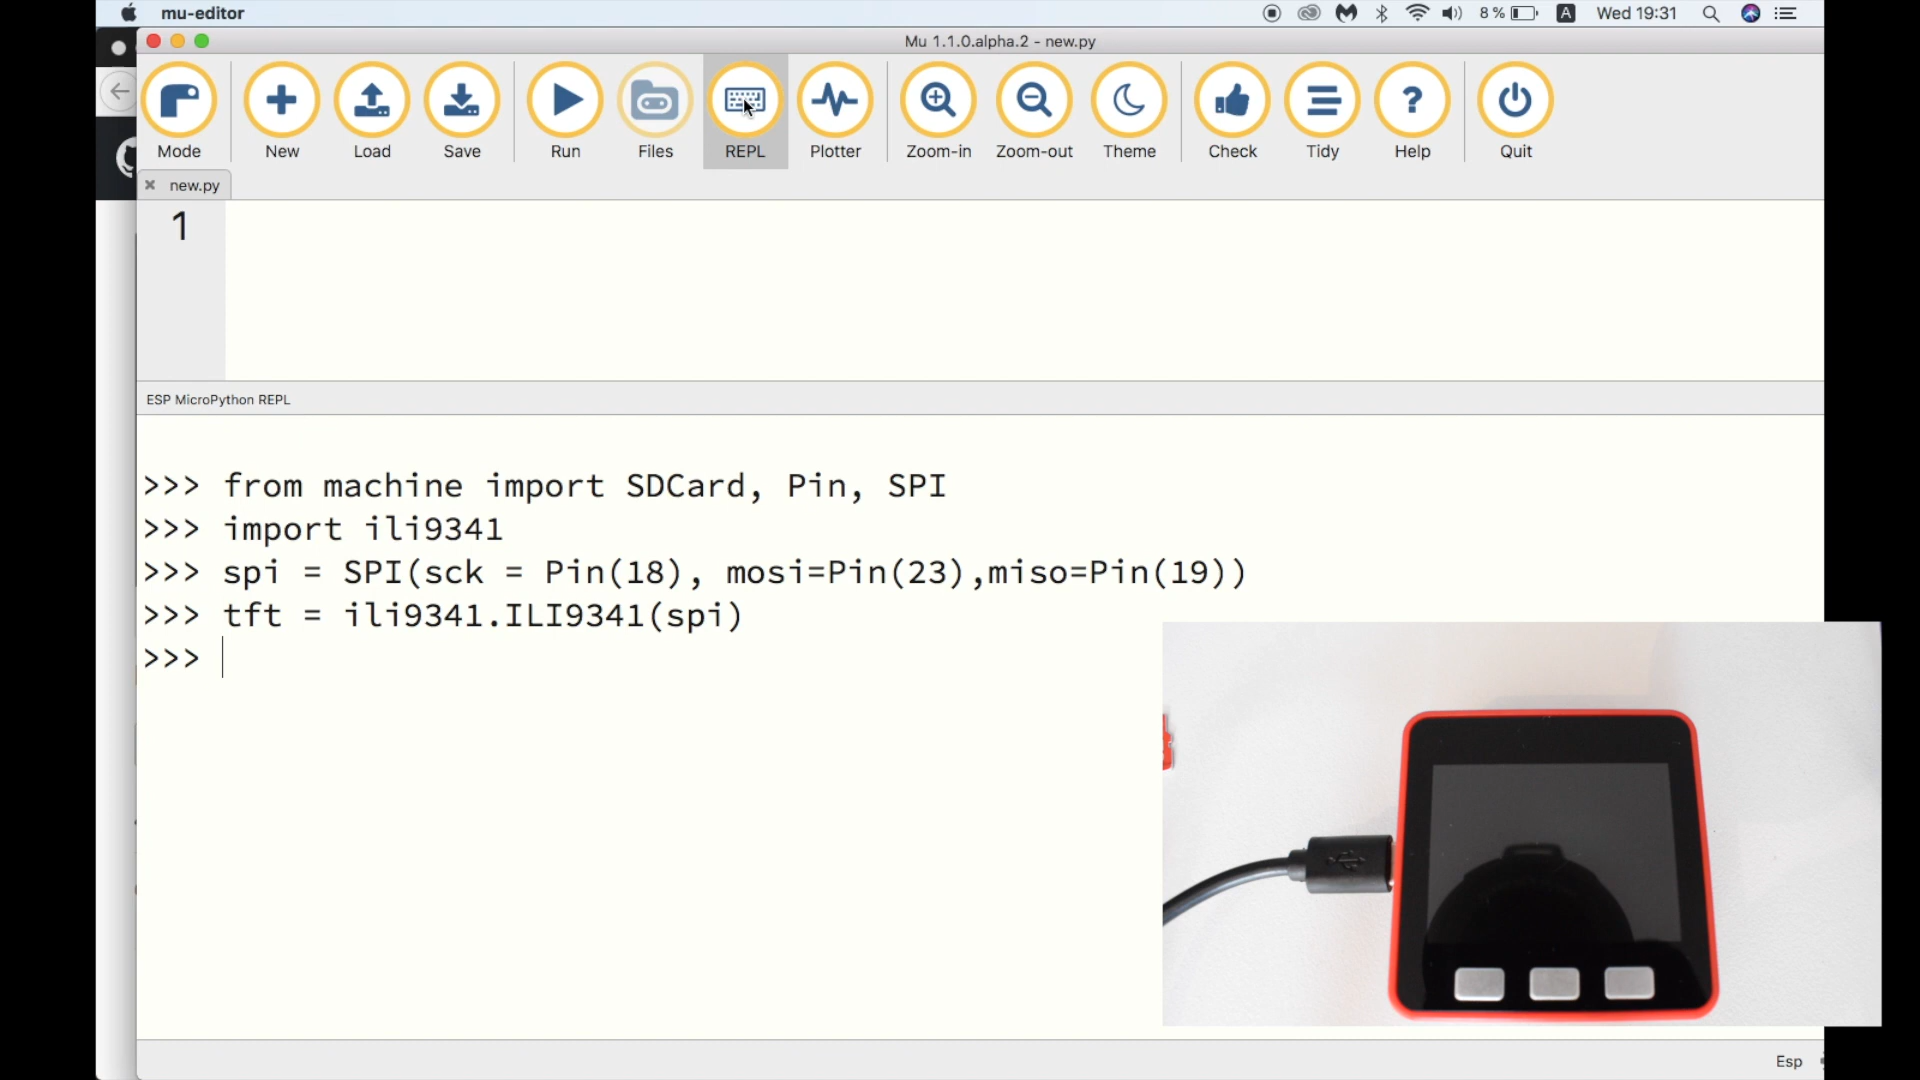 mu-editor
8%
A
Wed 19:31
Mu 1.1.0.alpha.2 - new.py
Mode
New
Load
Save
Run
Files
REPL
Plotter
Zoom-in
Zoom-out
Theme
Check
Tidy
Help
Quit
new.py
1
ESP MicroPython REPL
>>> from machine import SDCard, Pin, SPI
>>> import ili9341
>>> spi = SPI(sck = Pin(18), mosi=Pin(23),miso=Pin(19))
>>> tft = ili9341.ILI9341(spi)
>>>
Esp